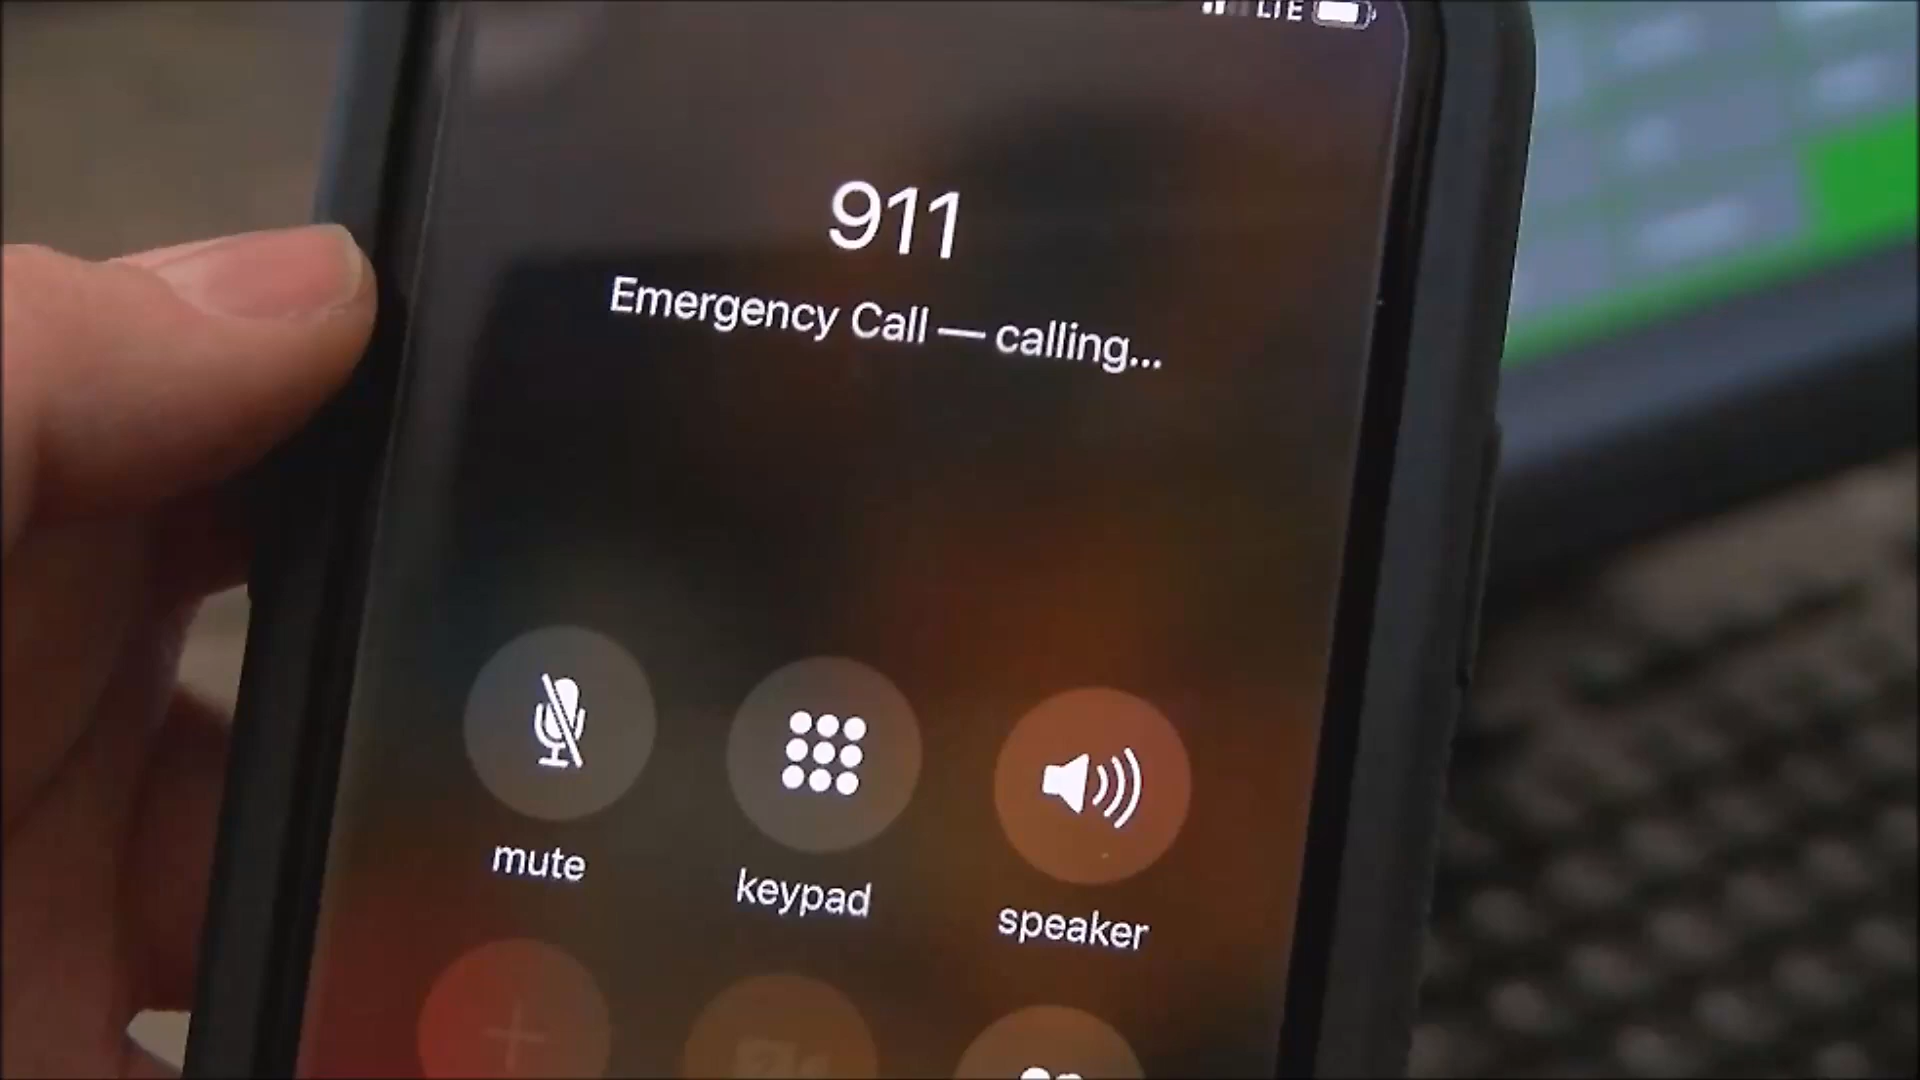 LTE
911
Emergency Call — calling...
mute
keypad
speaker